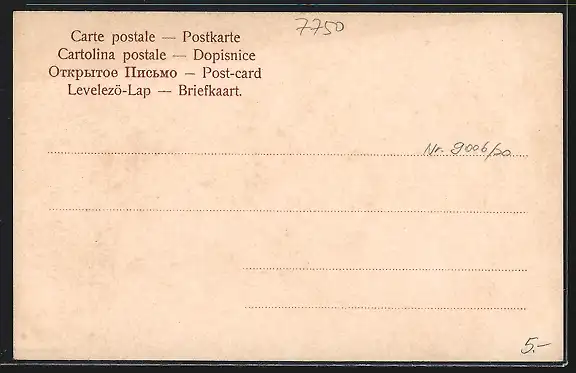 7750
Carte postale — Postkarte
Cartolina postale — Dopisnice
Открытое Письмо — Post-card
Levelezö-Lap — Briefkaart.
Nr. 9006/20
5.-